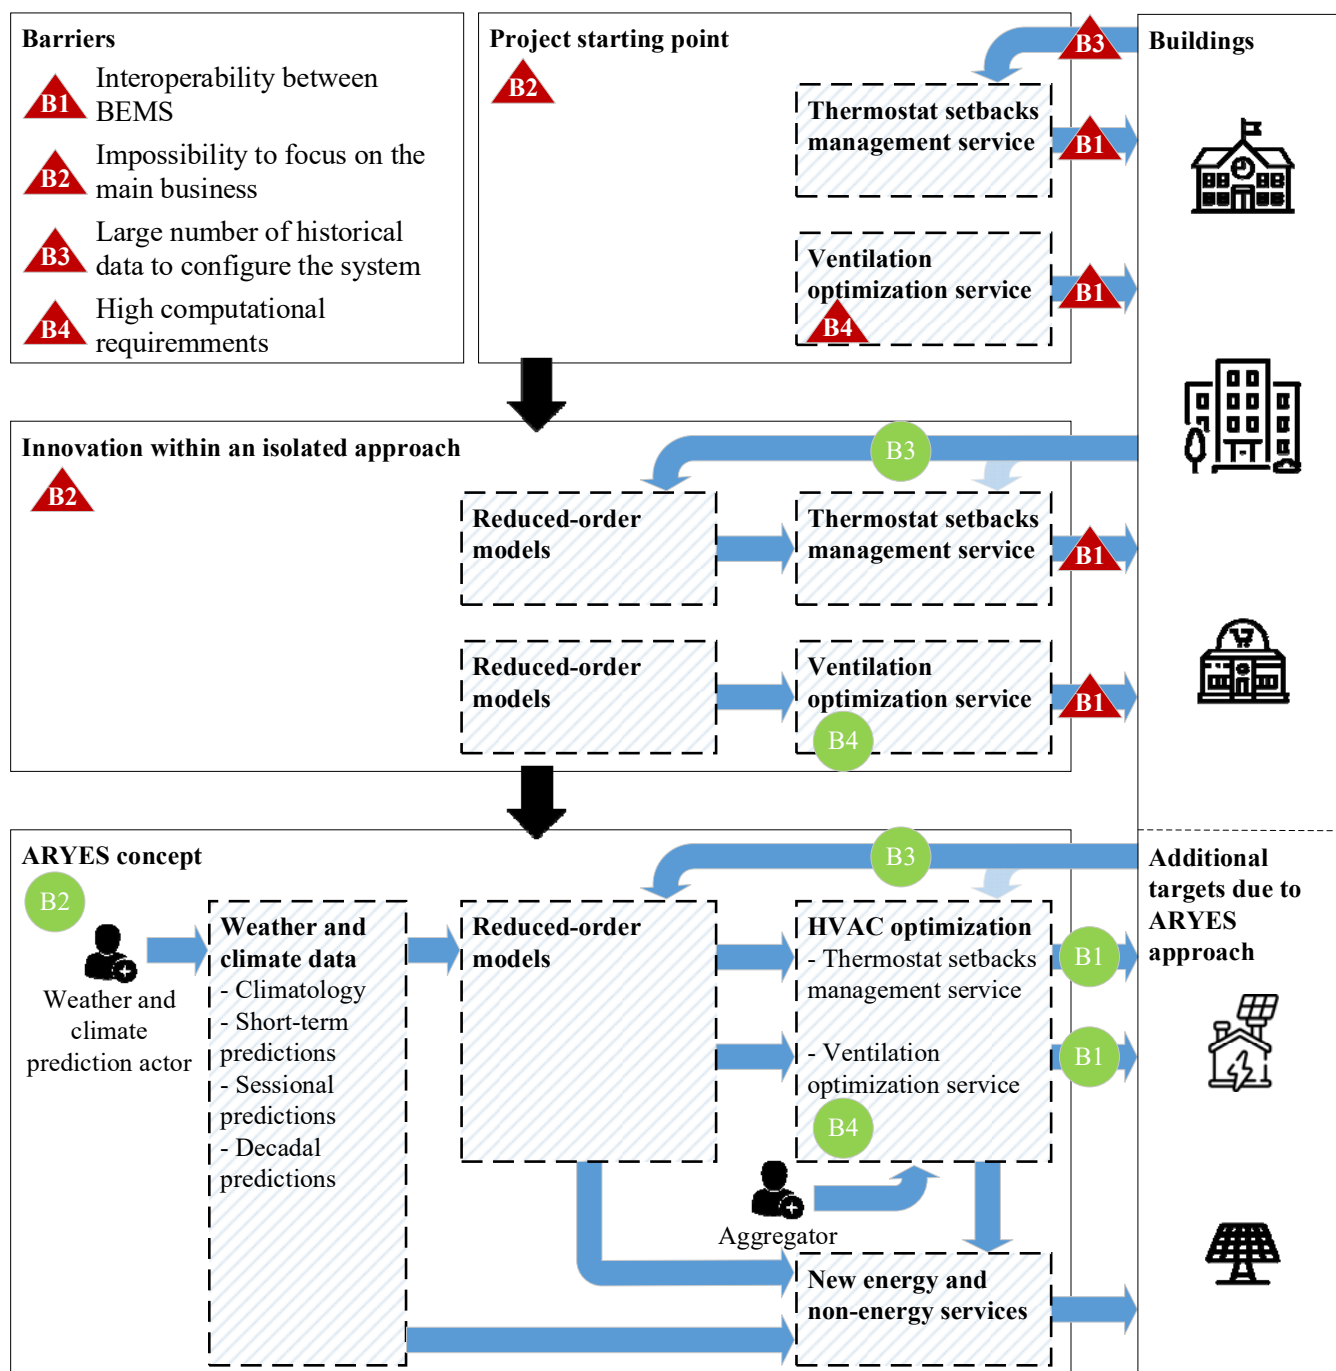 Barriers
B1
Interoperability between
BEMS
B2
Impossibility to focus on the
main business
B3
Large number of historical
data to configure the system
B4
High computational
requiremments
Project starting point
B2
B3
Thermostat setbacks
management service
B1
Ventilation
optimization service
B4
B1
Buildings
Innovation within an isolated approach
B2
B3
Reduced-order
models
Thermostat setbacks
management service
B1
Reduced-order
models
Ventilation
optimization service
B4
B1
ARYES concept
B2
Weather and
climate
prediction actor
Weather and
climate data
- Climatology
- Short-term
predictions
- Sessional
predictions
- Decadal
predictions
B3
Reduced-order
models
HVAC optimization
- Thermostat setbacks
management service
- Ventilation
optimization service
B4
B1
B1
Aggregator
New energy and
non-energy services
Additional
targets due to
ARYES
approach